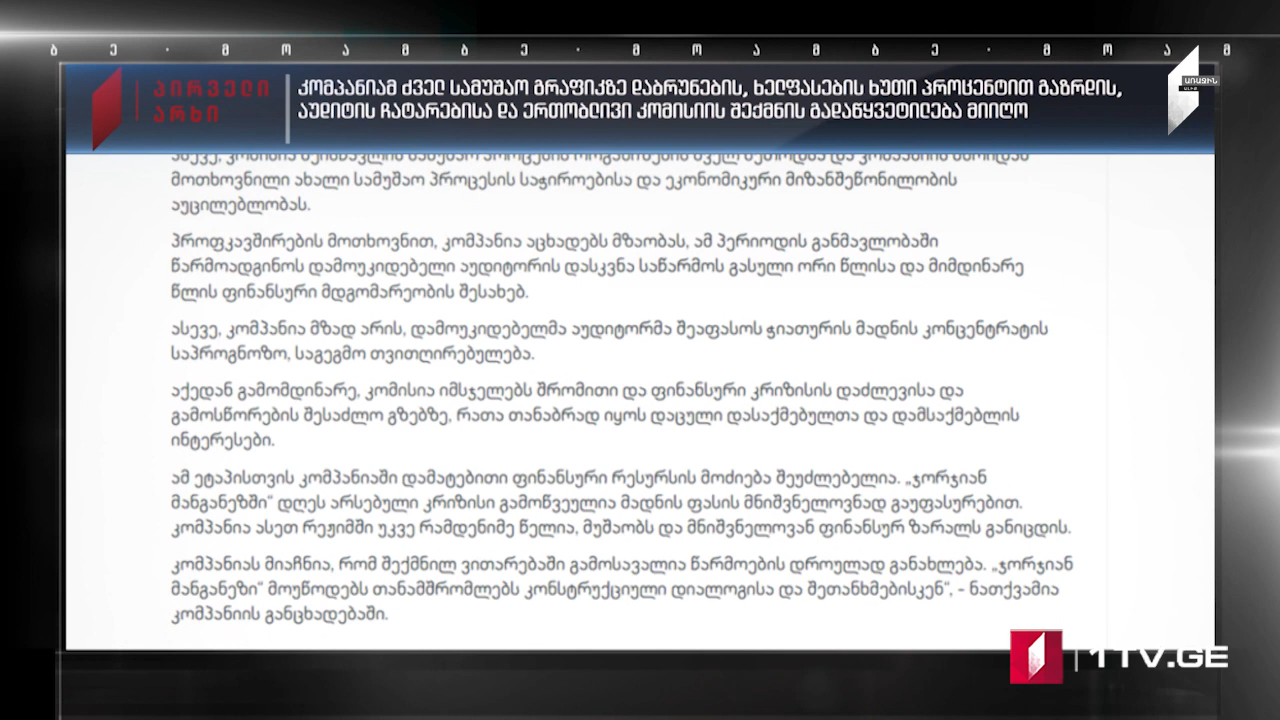 ბ ე · მ ო ა მ ბ ე · მ ო ა მ ბ ე · მ ო ა მ
პირველი
არხი
კომპანიამ ძველ სამუშაო გრაფიკზე დაბრუნების, ხელფასების ხუთი პროცენტით გაზრდის,
აუდიტის ჩატარებისა და ერთობლივი კომისიის შექმნის გადაწყვეტილება მიიღო
ԱՌԱՋԻՆ
ԱԼԻՔ
მოთხოვნილი ახალი სამუშაო პროცესის საჭიროებისა და ეკონომიკური მიზანშეწონილობის
აუცილებლობას.
პროფკავშირების მოთხოვნით, კომპანია აცხადებს მზაობას, ამ პერიოდის განმავლობაში
წარმოადგინოს დამოუკიდებელი აუდიტორის დასკვნა საწარმოს გასული ორი წლისა და მიმდინარე
წლის ფინანსური მდგომარეობის შესახებ.
ასევე, კომპანია მზად არის, დამოუკიდებელმა აუდიტორმა შეაფასოს ჭიათურის მადნის კონცენტრატის
საპროგნოზო, საგეგმო თვითღირებულება.
აქედან გამომდინარე, კომისია იმსჯელებს შრომითი და ფინანსური კრიზისის დაძლევისა და
გამოსწორების შესაძლო გზებზე, რათა თანაბრად იყოს დაცული დასაქმებულთა და დამსაქმებლის
ინტერესები.
ამ ეტაპისთვის კომპანიაში დამატებითი ფინანსური რესურსის მოძიება შეუძლებელია. „ჯორჯიან
მანგანეზში“ დღეს არსებული კრიზისი გამოწვეულია მადნის ფასის მნიშვნელოვნად გაუფასურებით.
კომპანია ასეთ რეჟიმში უკვე რამდენიმე წელია, მუშაობს და მნიშვნელოვან ფინანსურ ზარალს განიცდის.
კომპანიას მიაჩნია, რომ შექმნილ ვითარებაში გამოსავალია წარმოების დროულად განახლება. „ჯორჯიან
მანგანეზი“ მოუწოდებს თანამშრომლებს კონსტრუქციული დიალოგისა და შეთანხმებისკენ“, - ნათქვამია
კომპანიის განცხადებაში.
1TV.GE